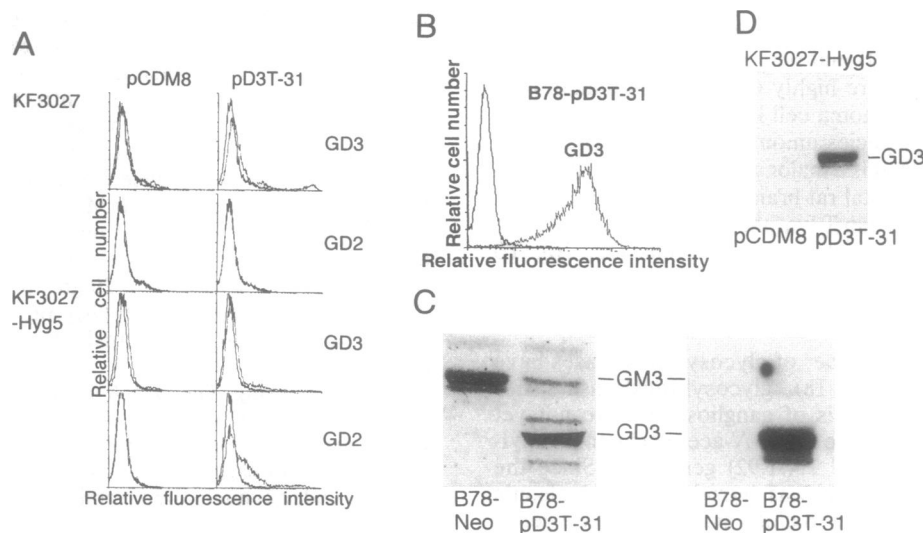 A
pCDM8
pD3T-31
KF3027
GD3
GD2
KF3027
-Hyg5
GD3
GD2
Relative cell number
Relative fluorescence intensity
B
Relative cell number
B78-pD3T-31
GD3
Relative fluorescence intensity
C
GM3
GD3
B78-
Neo
B78-
pD3T-31
B78-
Neo
B78-
pD3T-31
D
KF3027-Hyg5
GD3
pCDM8 pD3T-31